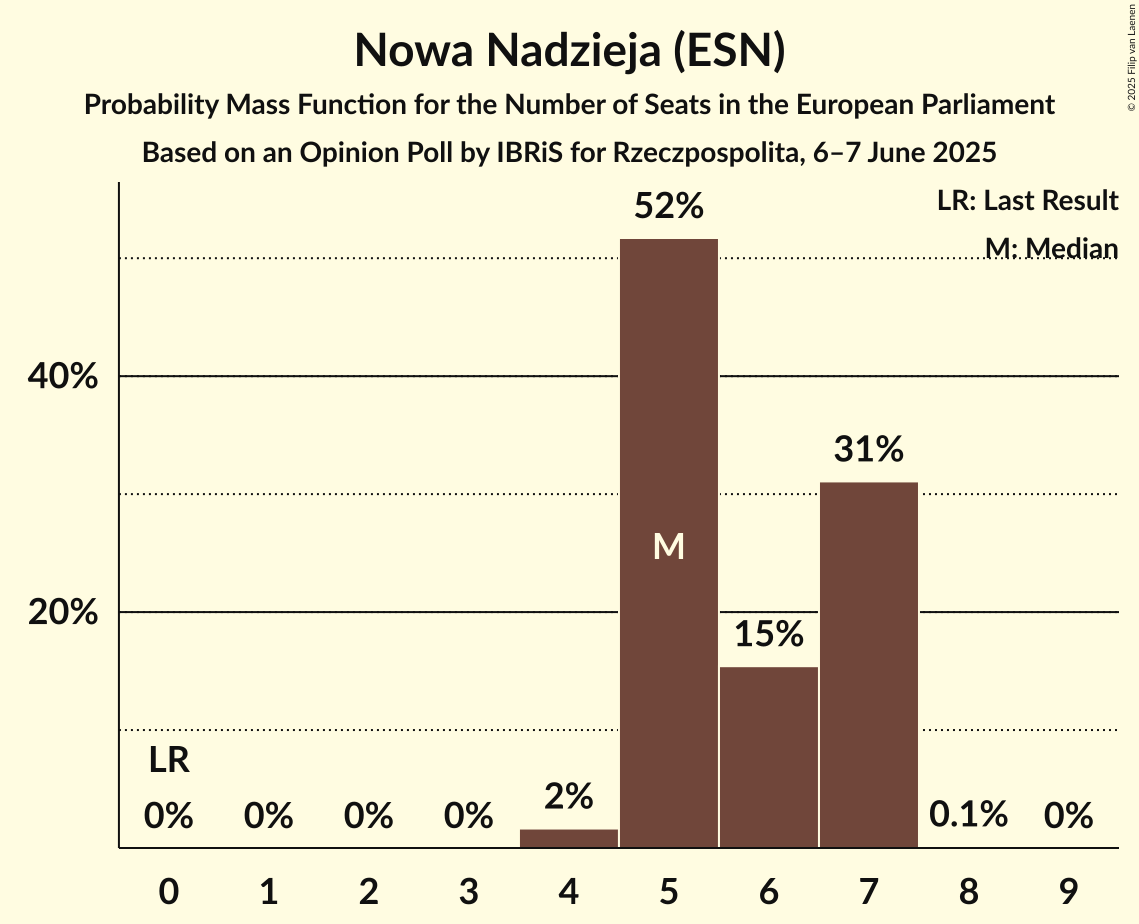 Nowa Nadzieja (ESN)
Probability Mass Function for the Number of Seats in the European Parliament
Based on an Opinion Poll by IBRiS for Rzeczpospolita, 6–7 June 2025
© 2025 Filip van Laenen
LR: Last Result
M: Median
52%
40%
31%
M
20%
15%
LR
0%
0%
0%
0%
2%
0.1%
0%
0
1
2
3
4
5
6
7
8
9